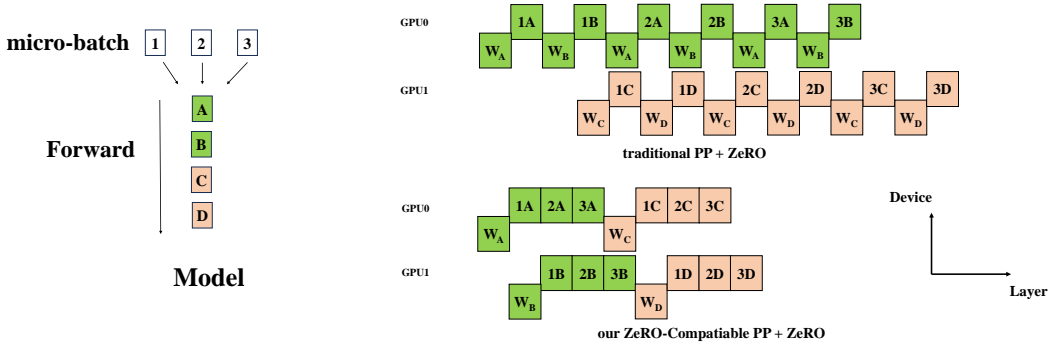 micro-batch 1 2 3
A
B
Forward
C
D
Model
GPU0 1A 1B 2A 2B 3A 3B
W_A W_B W_A W_B W_A W_B
GPU1 1C 1D 2C 2D 3C 3D
W_C W_D W_C W_D W_C W_D
traditional PP + ZeRO
GPU0 1A 2A 3A 1C 2C 3C
W_A W_C
GPU1 1B 2B 3B 1D 2D 3D
W_B W_D
our ZeRO-Compatiable PP + ZeRO
Device
Layer